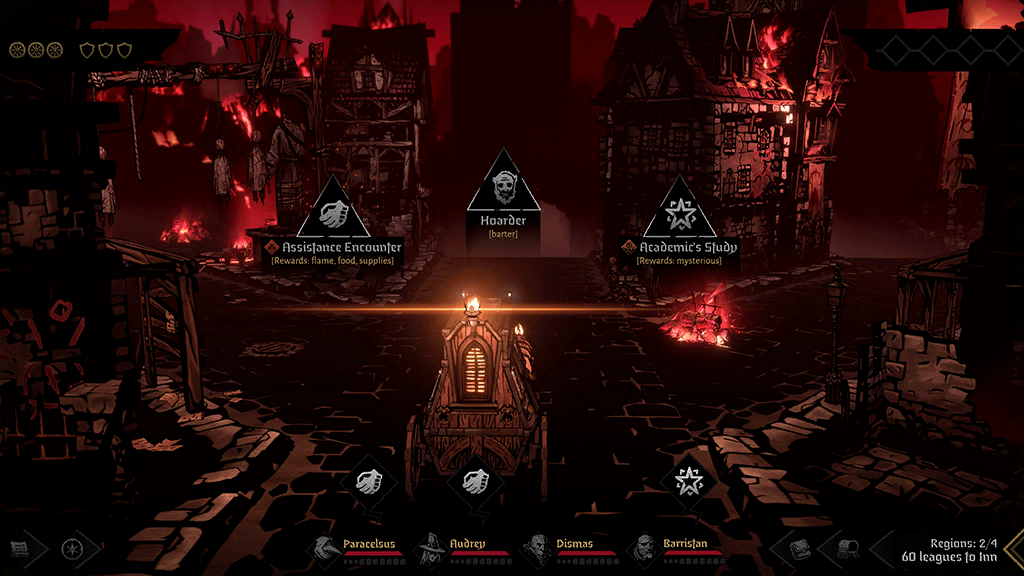 Hoarder
[barter]
Assistance Encounter
[Rewards: flame, food, supplies]
Academic's Study
[Rewards: mysterious]
Paracelsus
Audrey
Dismas
Barristan
Regions: 2/4
60 leagues to Inn